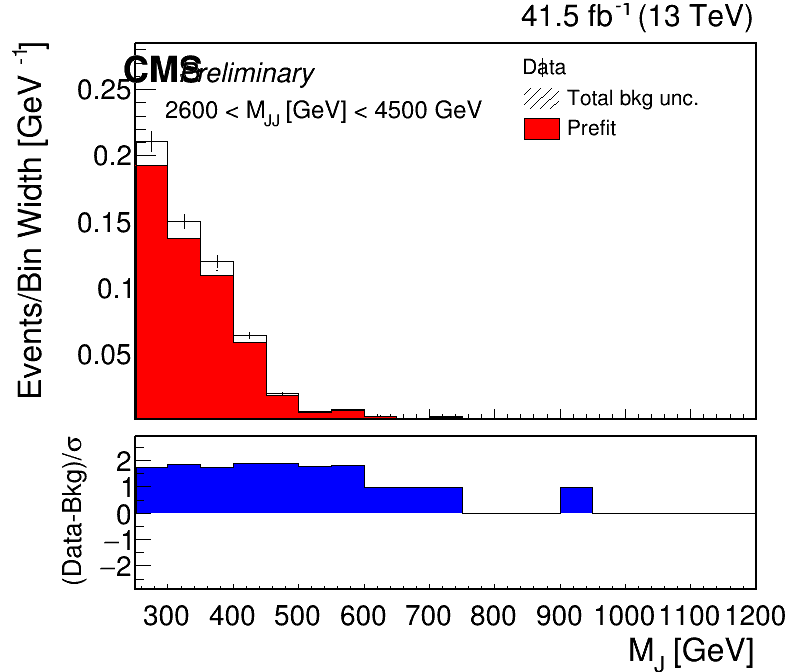 41.5 fb⁻¹ (13 TeV)
CMS Preliminary
2600 < M_JJ [GeV] < 4500 GeV
Data
Total bkg unc.
Prefit
Events/Bin Width [GeV⁻¹]
0.25
0.2
0.15
0.1
0.05
(Data-Bkg)/σ
2
1
0
−1
−2
300 400 500 600 700 800 900 1000 1100 1200
M_J [GeV]